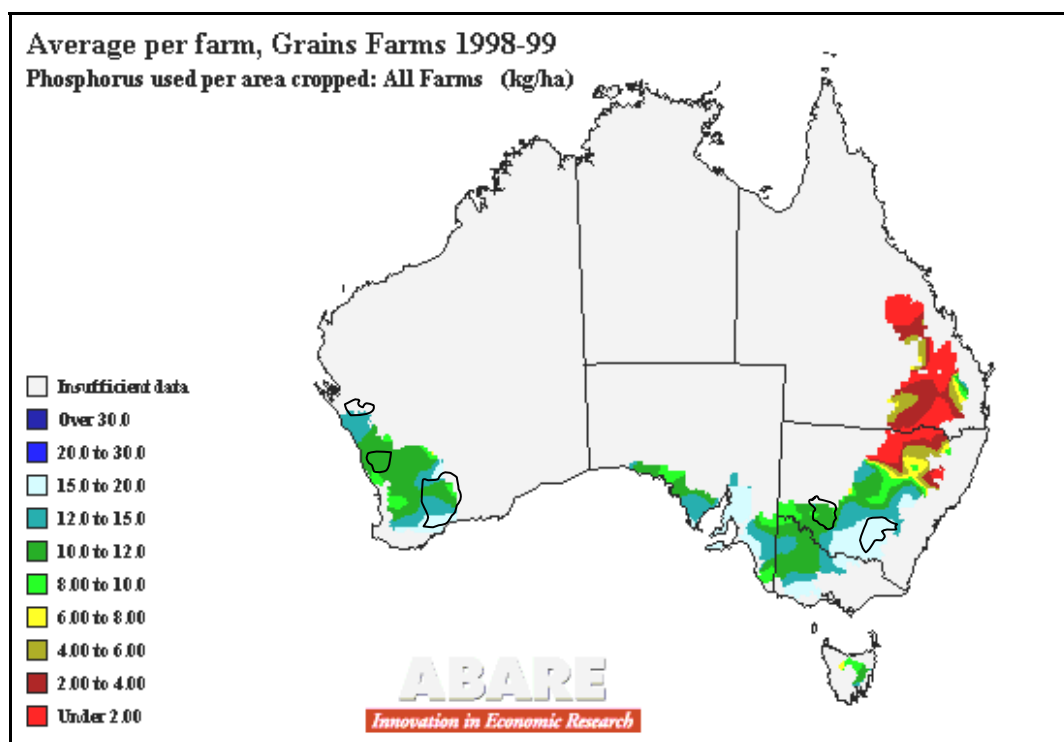 Average per farm, Grains Farms 1998-99
Phosphorus used per area cropped: All Farms (kg/ha)
Insufficient data
Over 30.0
20.0 to 30.0
15.0 to 20.0
12.0 to 15.0
10.0 to 12.0
8.00 to 10.0
6.00 to 8.00
4.00 to 6.00
2.00 to 4.00
Under 2.00
ABARE
Innovation in Economic Research